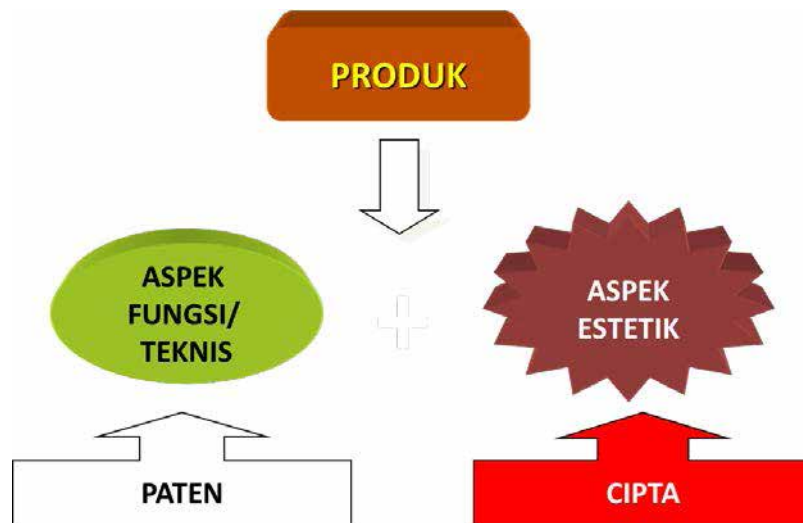 PRODUK
ASPEK
FUNGSI/
TEKNIS
ASPEK
ESTETIK
PATEN
CIPTA